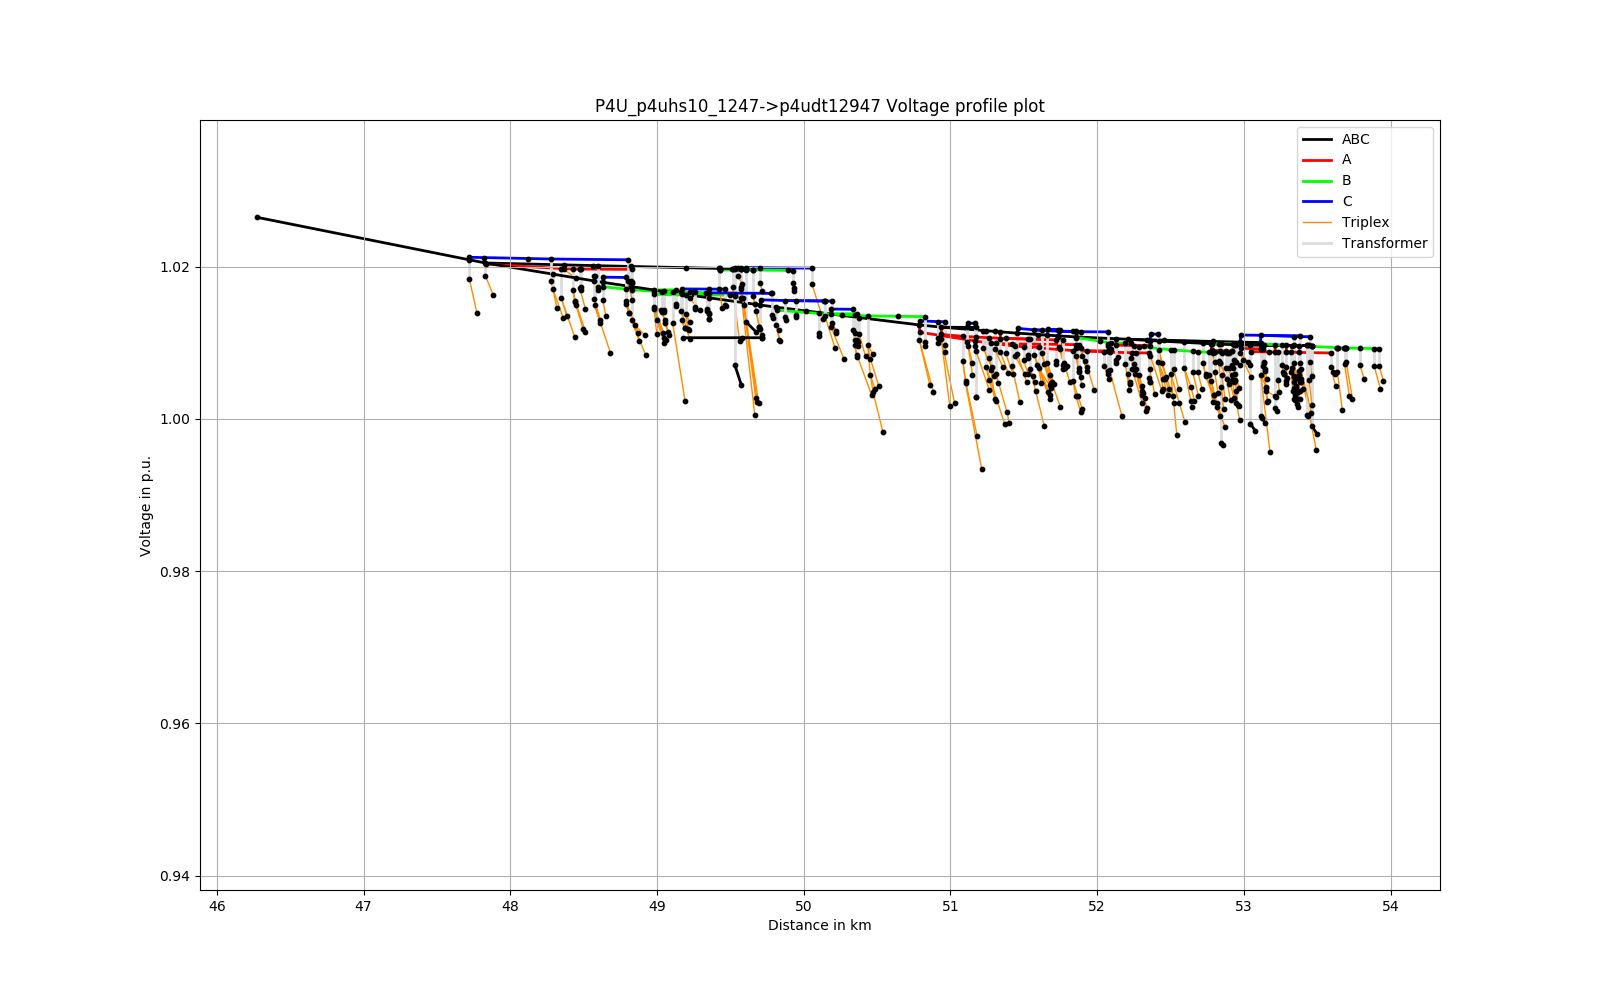 P4U_p4uhs10_1247->p4udt12947 Voltage profile plot
ABC
A
B
C
Triplex
Transformer
1.02
1.00
0.98
0.96
0.94
Voltage in p.u.
46 47 48 49 50 51 52 53 54
Distance in km